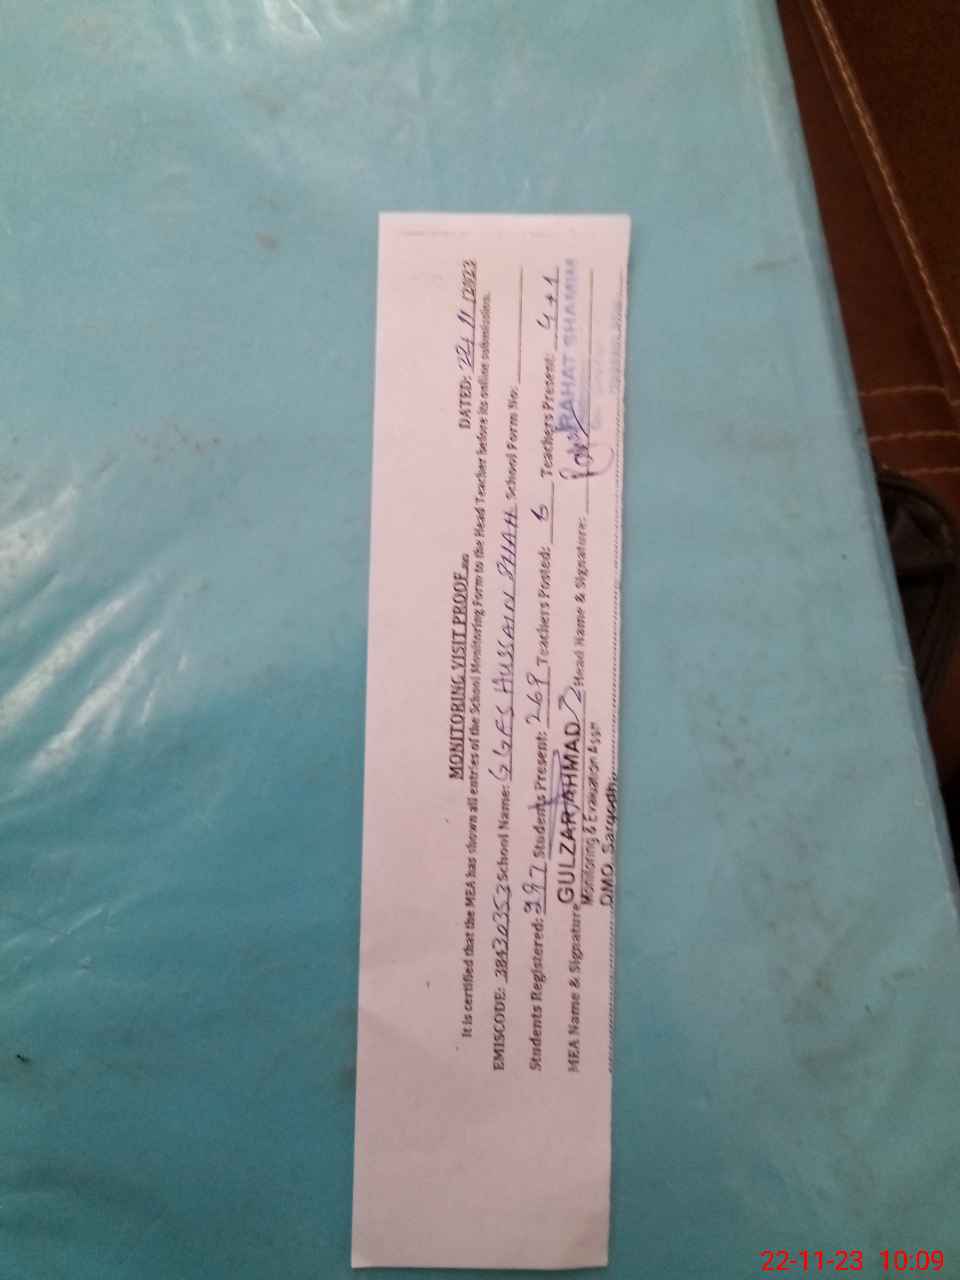 MONITORING VISIT PROOF DATED: 22/11/2023
It is certified that the MEA has shown all entries of the School Monitoring Form to the Head Teacher before its online submission.
EMISCODE: 38430353 School Name: GGES HUSSAIN SHAH School Form No:
Students Registered: 297 Students Present: 269 Teachers Posted: 6 Teachers Present: 4+1
MEA Name & Signature GULZAR AHMAD Head Name & Signature: RAHAT SHAMIM
Monitoring & Evaluation Asstt
DMO Sargodha
22-11-23 10:09